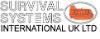 SURVIVAL
SYSTEMS
INTERNATIONAL UK LTD